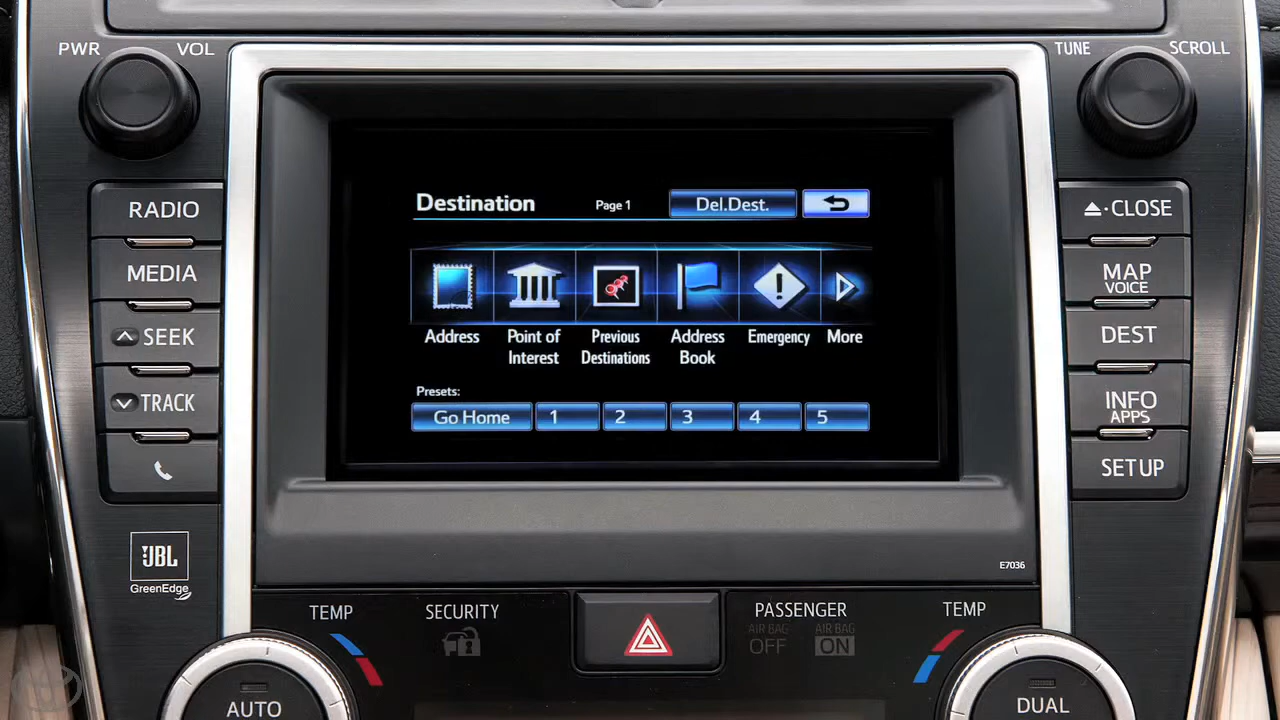 PWR VOL
TUNE SCROLL
RADIO
MEDIA
SEEK
TRACK
Destination Page 1 Del.Dest.
Address
Point of
Interest
Previous
Destinations
Address
Book
Emergency
More
Presets:
Go Home 1 2 3 4 5
CLOSE
MAP
VOICE
DEST
INFO
APPS
SETUP
JBL
GreenEdge
E7036
TEMP
SECURITY
PASSENGER
AIR BAG
OFF
AIR BAG
ON
TEMP
AUTO
DUAL